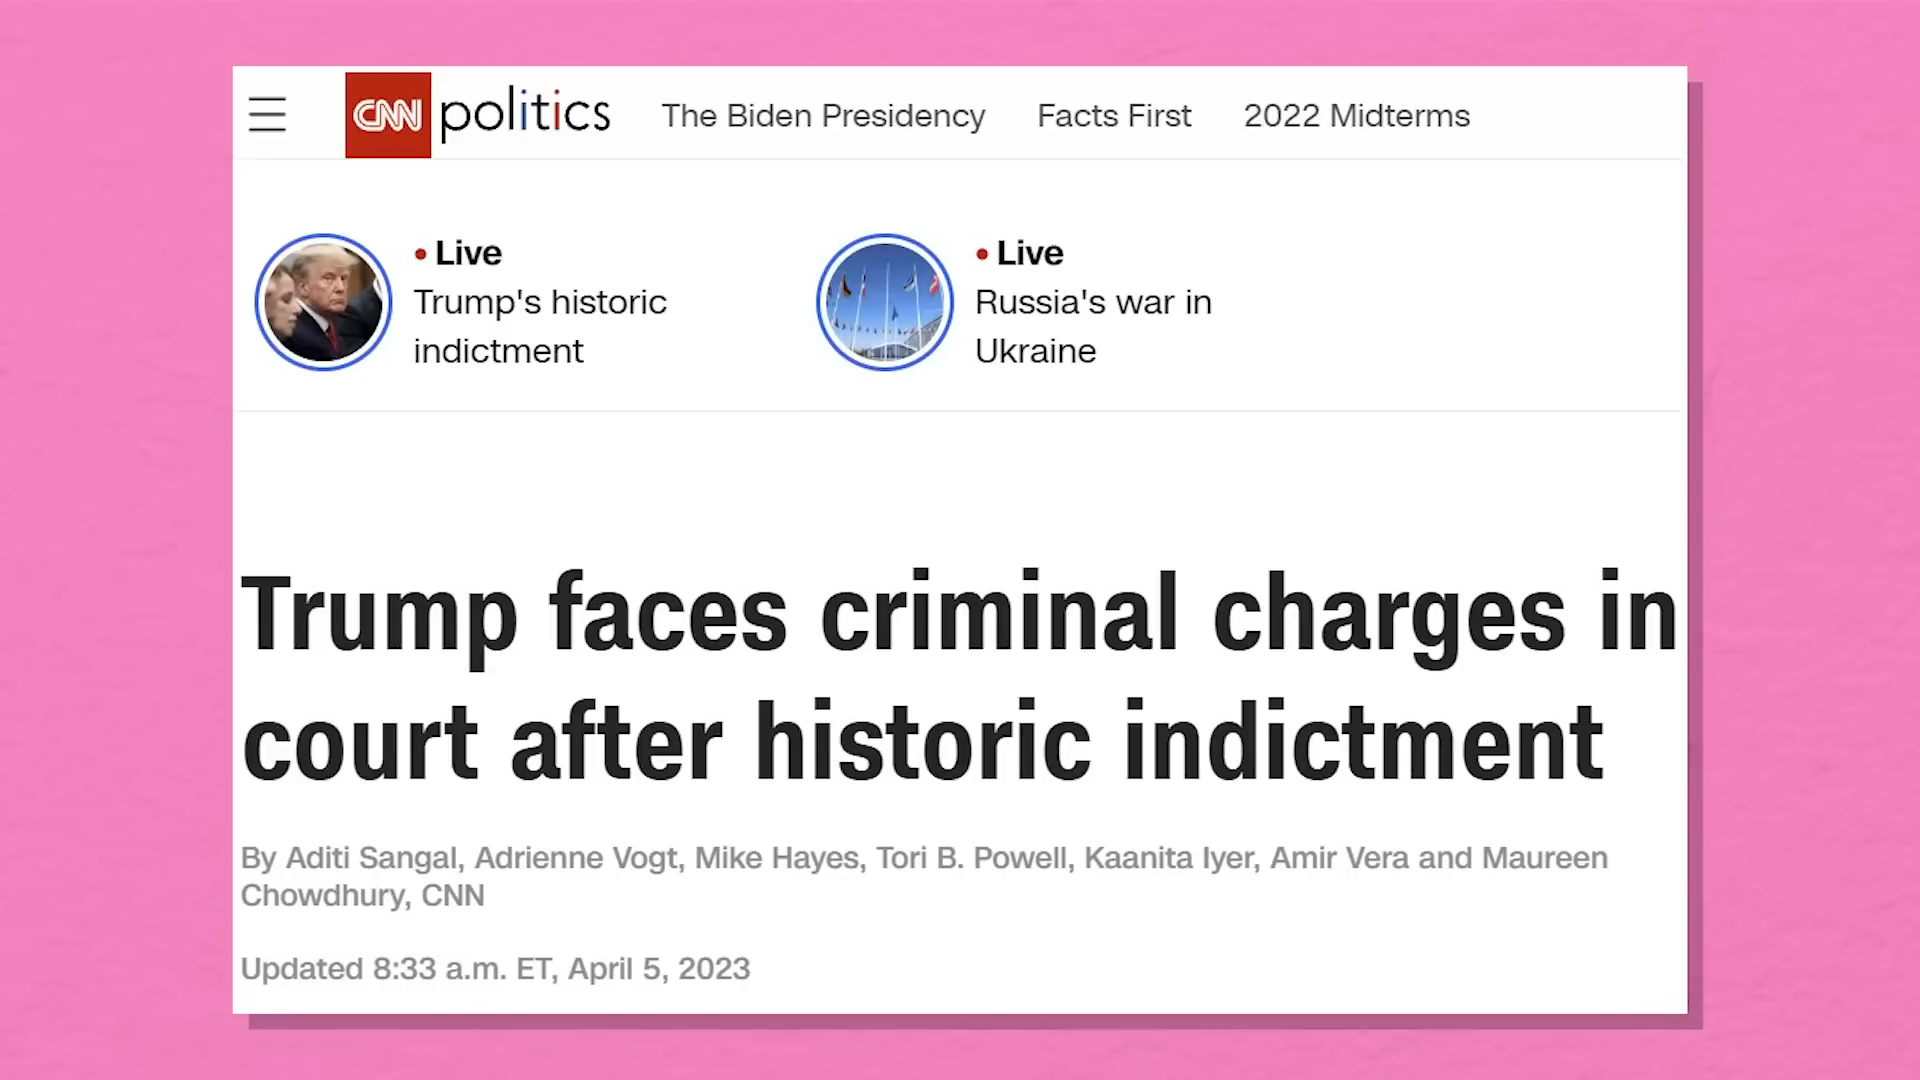 CNN politics The Biden Presidency Facts First 2022 Midterms
Live
Trump's historic
indictment
Live
Russia's war in
Ukraine
Trump faces criminal charges in
court after historic indictment
By Aditi Sangal, Adrienne Vogt, Mike Hayes, Tori B. Powell, Kaanita Iyer, Amir Vera and Maureen
Chowdhury, CNN
Updated 8:33 a.m. ET, April 5, 2023